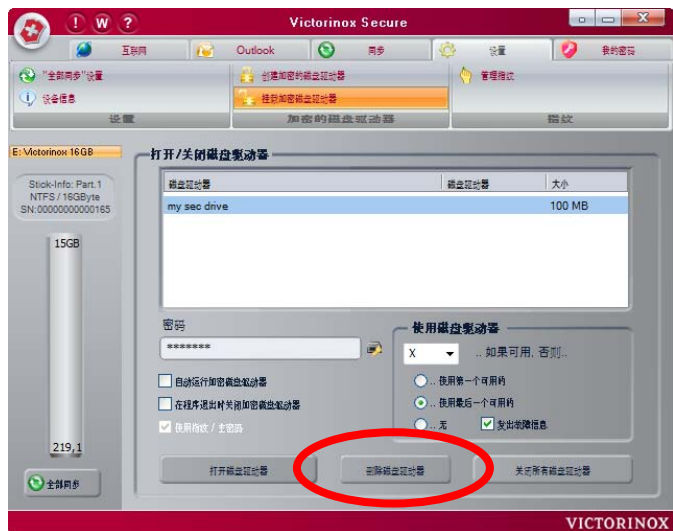 ! W ?
Victorinox Secure
X
互联网
Outlook
同步
设置
我的密码
"全部同步"设置
创建加密的磁盘驱动器
管理指纹
设备信息
挂载加密磁盘驱动器
设置
加密的磁盘驱动器
指纹
E: \Victorinox 16GB
打开/关闭磁盘驱动器
Stick-Info: Part.1
NTFS / 16GByte
SN:00000000000165
磁盘驱动器
磁盘驱动器
大小
my sec drive
100 MB
15GB
密码
*******
使用磁盘驱动器
X
.. 如果可用, 否则..
自动运行加密磁盘驱动器
.. 使用第一个可用的
在程序退出时关闭加密磁盘驱动器
.. 使用最后一个可用的
使用指纹 / 主密码
.. 无
发出故障信息
219,1
打开磁盘驱动器
删除磁盘驱动器
关闭所有磁盘驱动器
全部同步
VICTORINOX